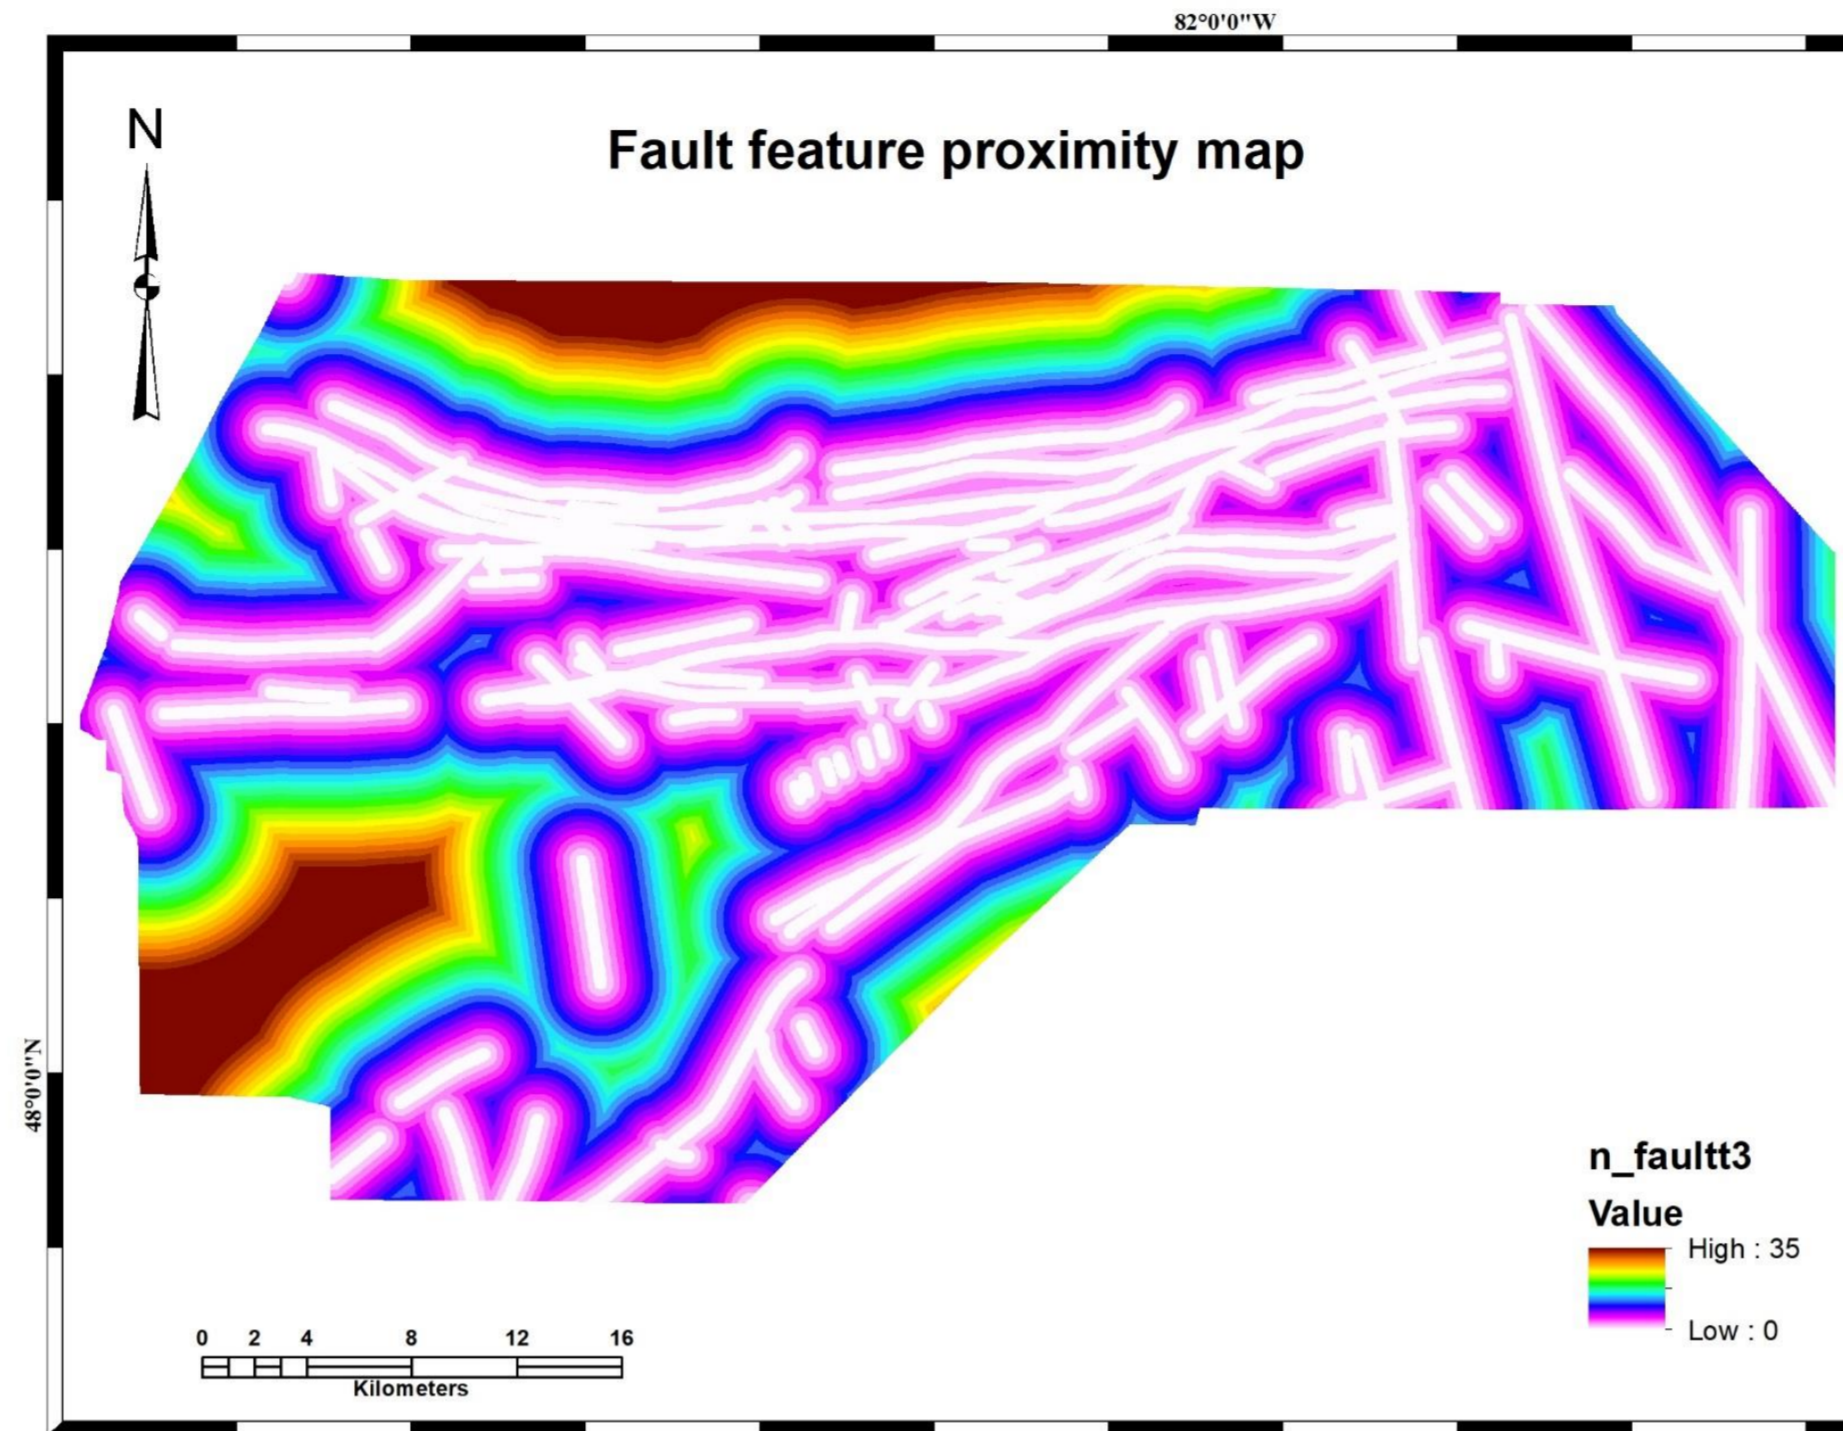 82°0'0"W
N
Fault feature proximity map
48°0'0"N
n_faultt3
Value
High : 35
Low : 0
0 2 4 8 12 16
Kilometers